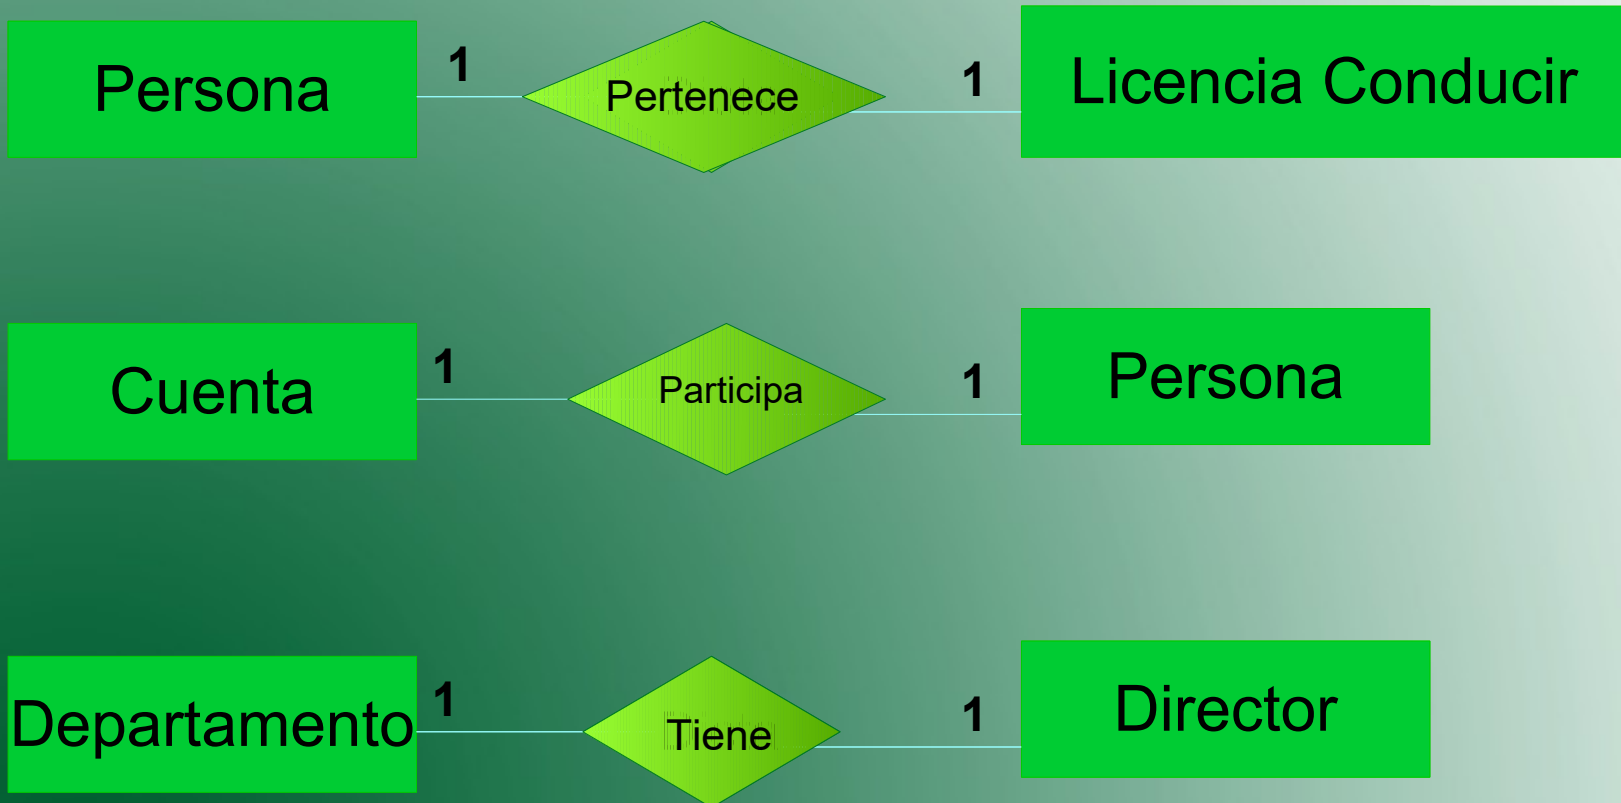 Persona 1 Pertenece 1 Licencia Conducir
Cuenta 1 Participa 1 Persona
Departamento 1 Tiene 1 Director